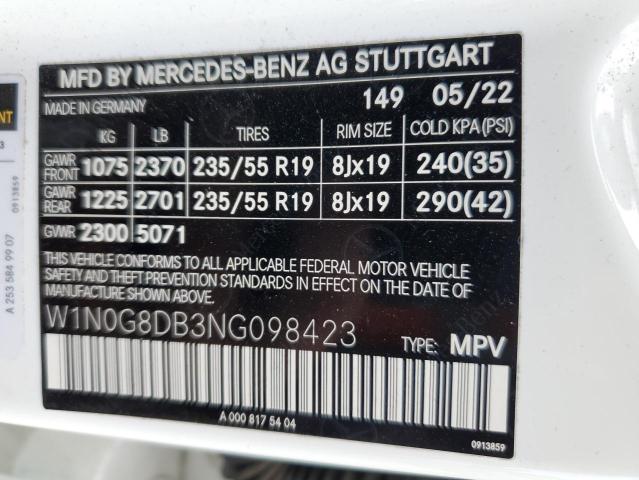 MFD BY MERCEDES-BENZ AG STUTTGART
MADE IN GERMANY 149 05/22
KG LB TIRES RIM SIZE COLD KPA(PSI)
GAWR FRONT 1075 2370 235/55 R19 8Jx19 240(35)
GAWR REAR 1225 2701 235/55 R19 8Jx19 290(42)
GVWR 2300 5071
THIS VEHICLE CONFORMS TO ALL APPLICABLE FEDERAL MOTOR VEHICLE
SAFETY AND THEFT PREVENTION STANDARDS IN EFFECT ON THE DATE
OF MANUFACTURE SHOWN ABOVE.
W1N0G8DB3NG098423
TYPE: MPV
A 000 817 54 04
0913859
A 253 584 99 07
0913859